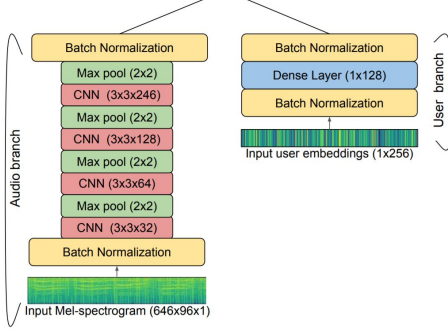 Audio branch
Batch Normalization
Max pool (2x2)
CNN (3x3x246)
Max pool (2x2)
CNN (3x3x128)
Max pool (2x2)
CNN (3x3x64)
Max pool (2x2)
CNN (3x3x32)
Batch Normalization
Input Mel-spectrogram (646x96x1)
Batch Normalization
Dense Layer (1x128)
Batch Normalization
Input user embeddings (1x256)
User branch